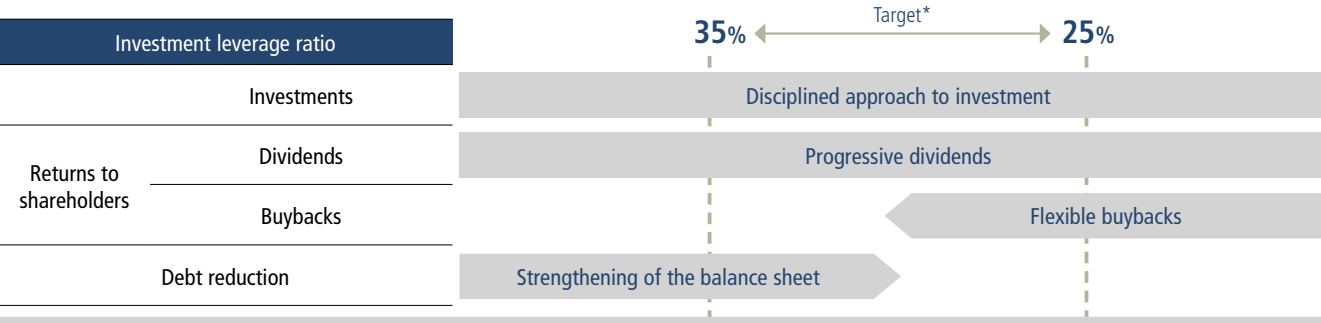 Target*
Investment leverage ratio
35%
25%
Investments
Disciplined approach to investment
Returns to
shareholders
Dividends
Progressive dividends
Buybacks
Flexible buybacks
Debt reduction
Strengthening of the balance sheet